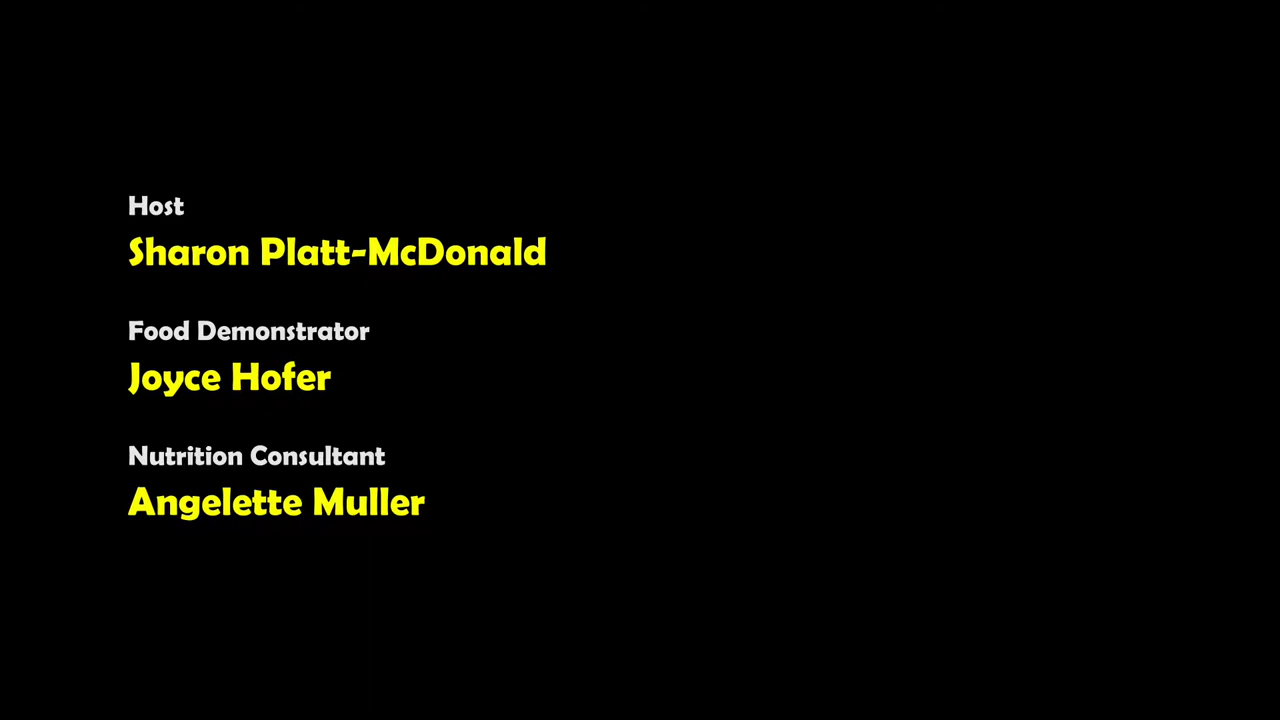 Host
Sharon Platt-McDonald
Food Demonstrator
Joyce Hofer
Nutrition Consultant
Angelette Muller